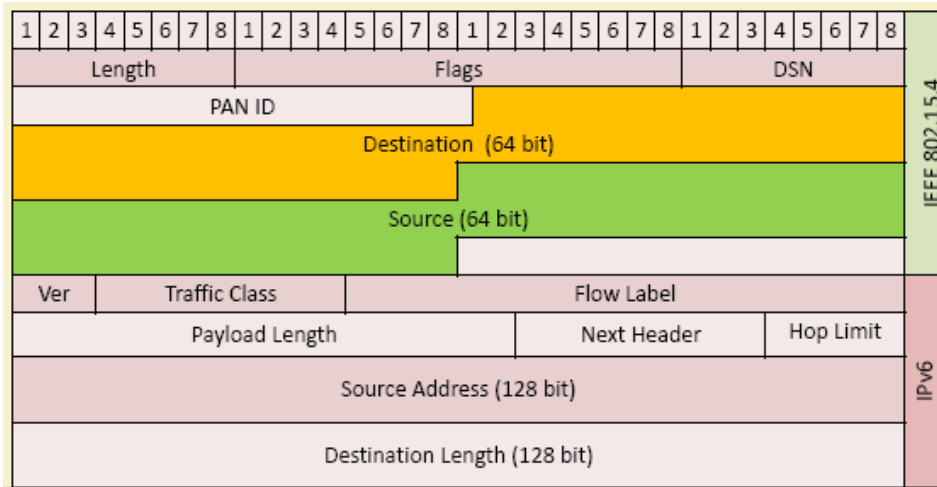 1 2 3 4 5 6 7 8 1 2 3 4 5 6 7 8 1 2 3 4 5 6 7 8 1 2 3 4 5 6 7 8
Length Flags DSN
PAN ID
Destination (64 bit)
Source (64 bit)
IEEE 802.15.4
Ver Traffic Class Flow Label
Payload Length Next Header Hop Limit
Source Address (128 bit)
Destination Length (128 bit)
IPv6